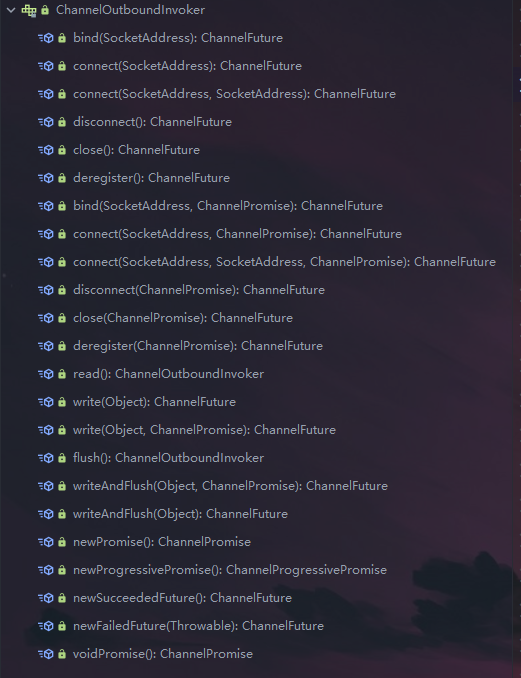 ChannelOutboundInvoker
bind(SocketAddress): ChannelFuture
connect(SocketAddress): ChannelFuture
connect(SocketAddress, SocketAddress): ChannelFuture
disconnect(): ChannelFuture
close(): ChannelFuture
deregister(): ChannelFuture
bind(SocketAddress, ChannelPromise): ChannelFuture
connect(SocketAddress, ChannelPromise): ChannelFuture
connect(SocketAddress, SocketAddress, ChannelPromise): ChannelFuture
disconnect(ChannelPromise): ChannelFuture
close(ChannelPromise): ChannelFuture
deregister(ChannelPromise): ChannelFuture
read(): ChannelOutboundInvoker
write(Object): ChannelFuture
write(Object, ChannelPromise): ChannelFuture
flush(): ChannelOutboundInvoker
writeAndFlush(Object, ChannelPromise): ChannelFuture
writeAndFlush(Object): ChannelFuture
newPromise(): ChannelPromise
newProgressivePromise(): ChannelProgressivePromise
newSucceededFuture(): ChannelFuture
newFailedFuture(Throwable): ChannelFuture
voidPromise(): ChannelPromise